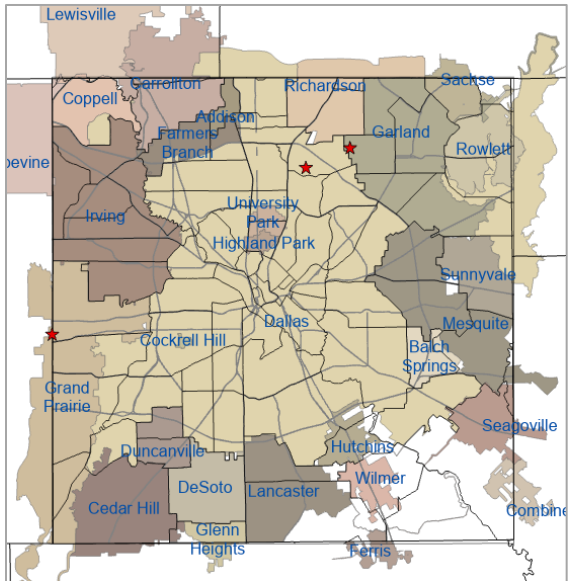 Lewisville
Carrollton
Richardson
Sachse
Coppell
Addison
Farmers
Branch
Garland
Rowlett
pevine
Irving
University
Park
Highland Park
Sunnyvale
Dallas
Mesquite
Cockrell Hill
Balch
Springs
Grand
Prairie
Seagoville
Duncanville
Hutchins
DeSoto
Lancaster
Wilmer
Cedar Hill
Combine
Glenn
Heights
Ferris